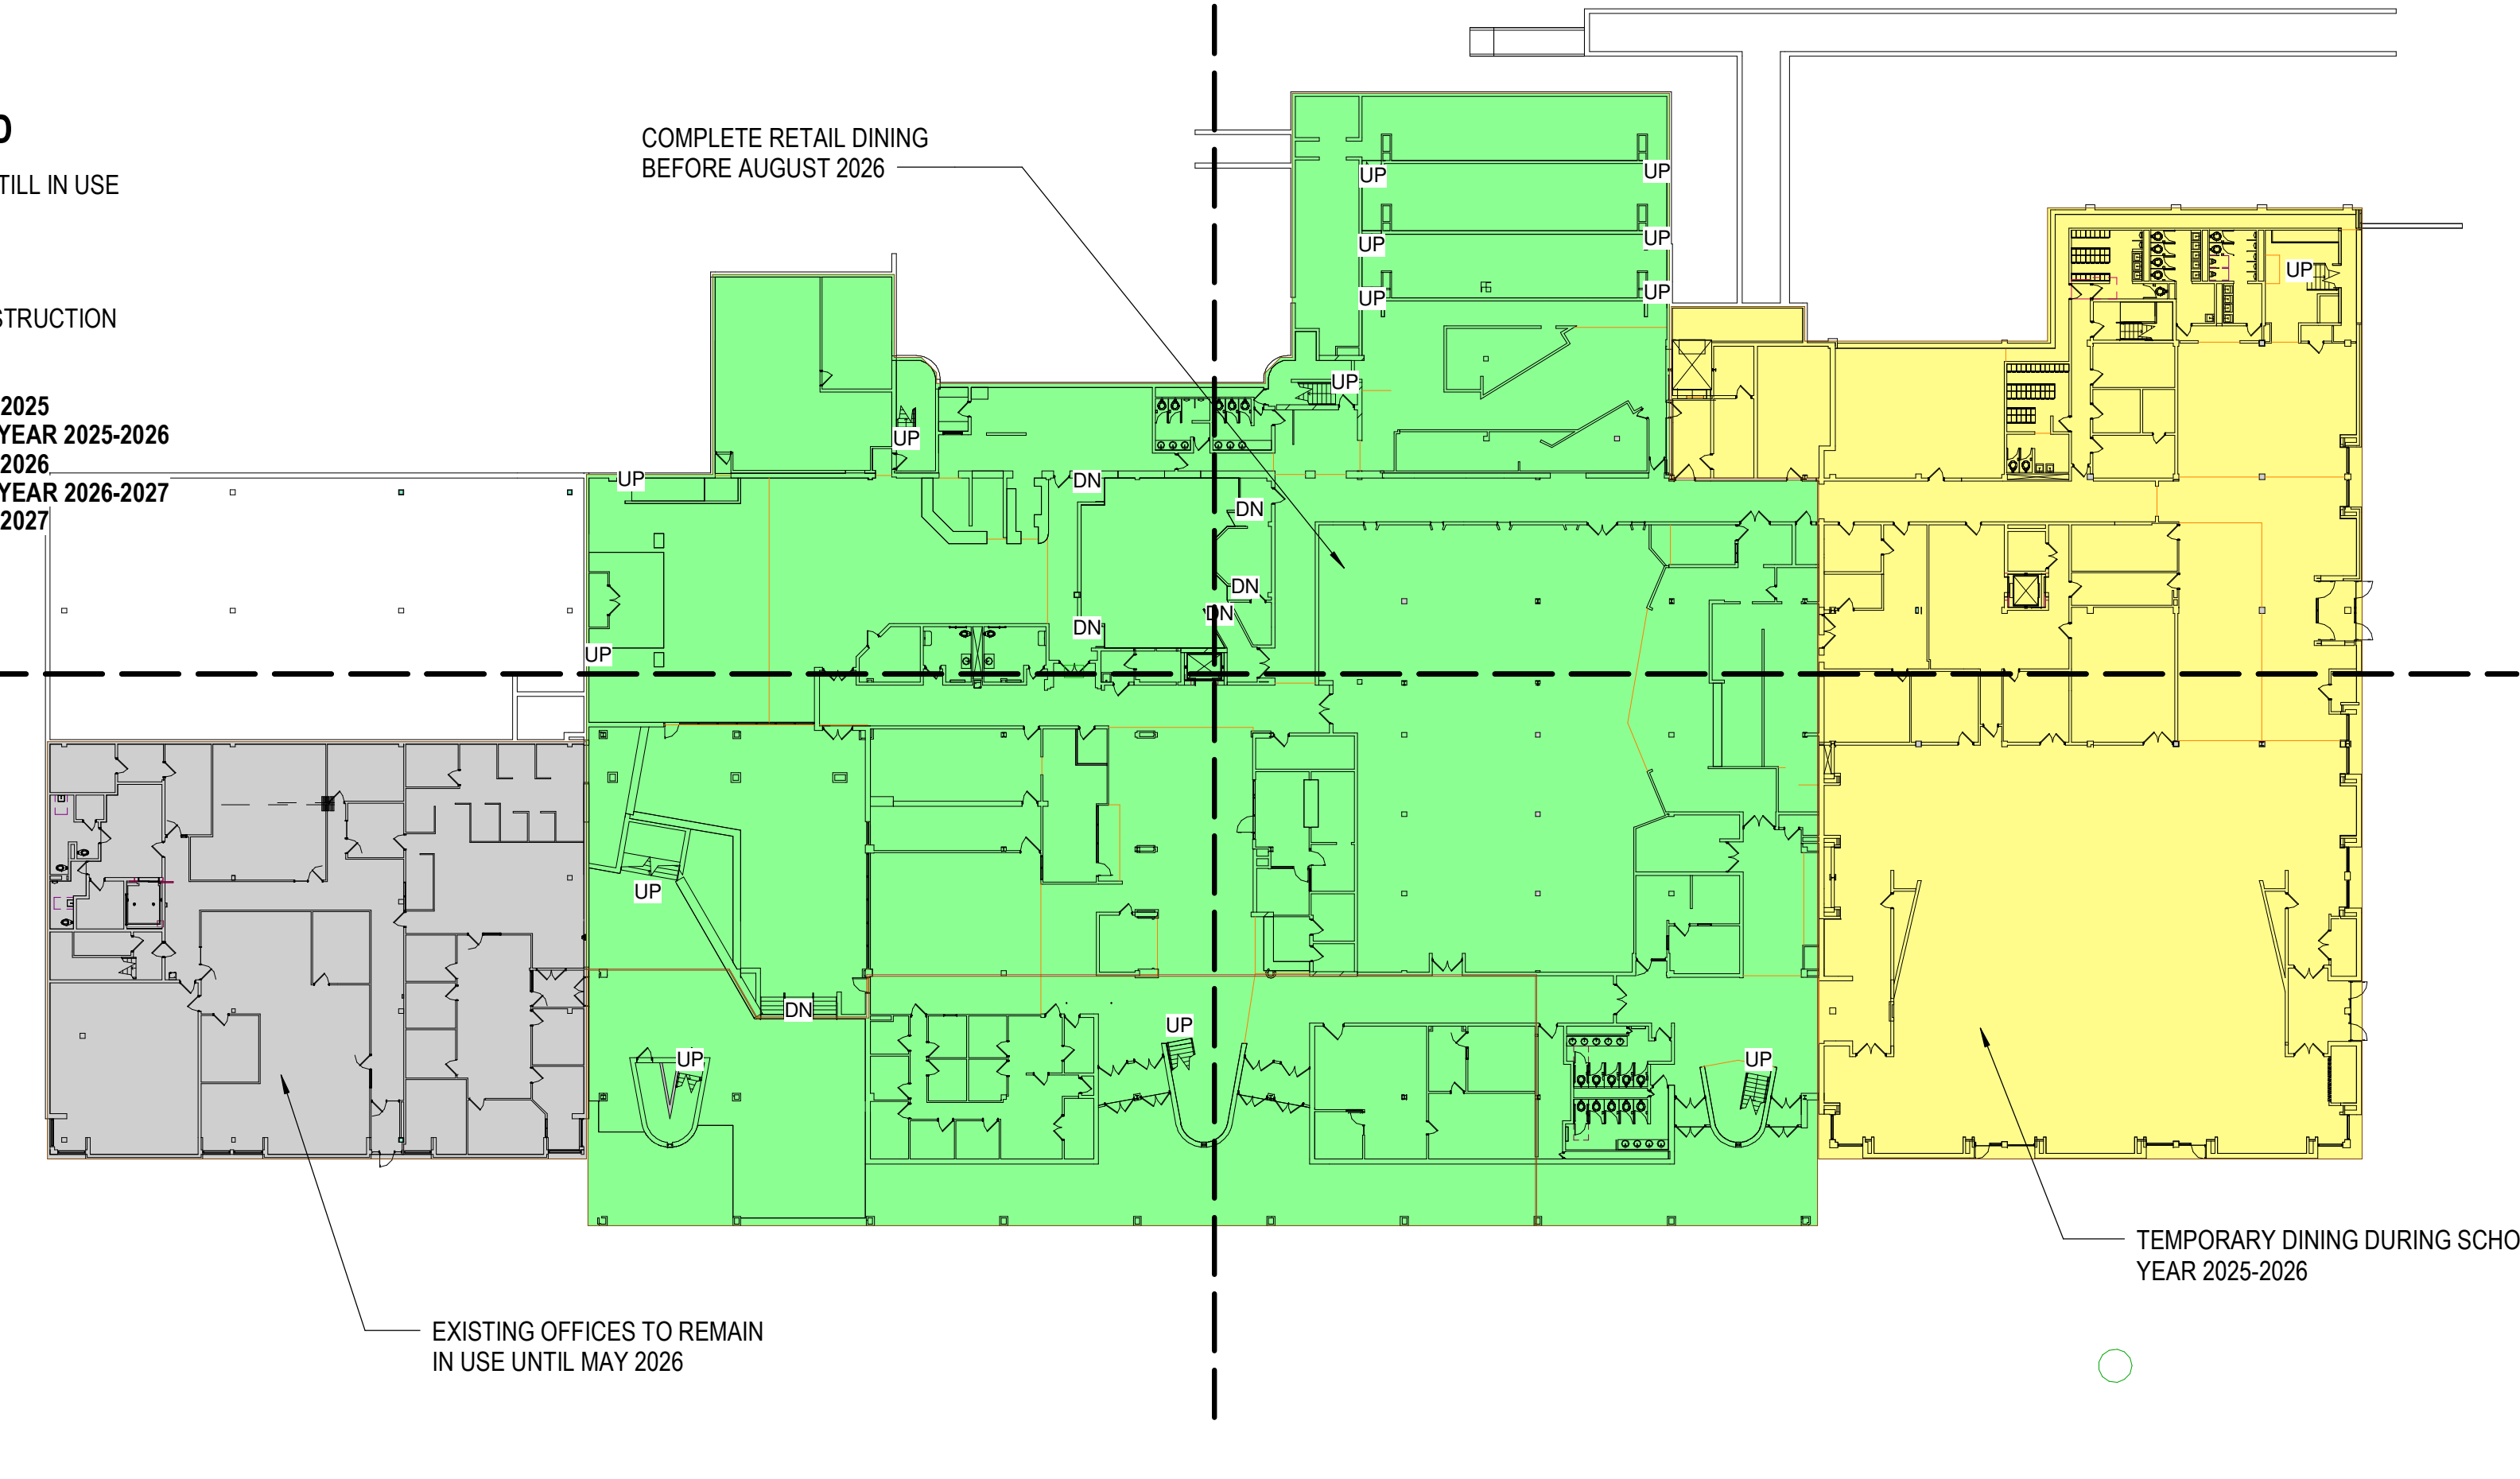 COMPLETE RETAIL DINING
BEFORE AUGUST 2026
TILL IN USE
STRUCTION
2025
YEAR 2025-2026
2026
YEAR 2026-2027
2027
UP
UP
UP
UP
UP
UP
UP
UP
UP
UP
DN
DN
DN
DN
DN
UP
UP
DN
UP
UP
UP
TEMPORARY DINING DURING SCHO
YEAR 2025-2026
EXISTING OFFICES TO REMAIN
IN USE UNTIL MAY 2026